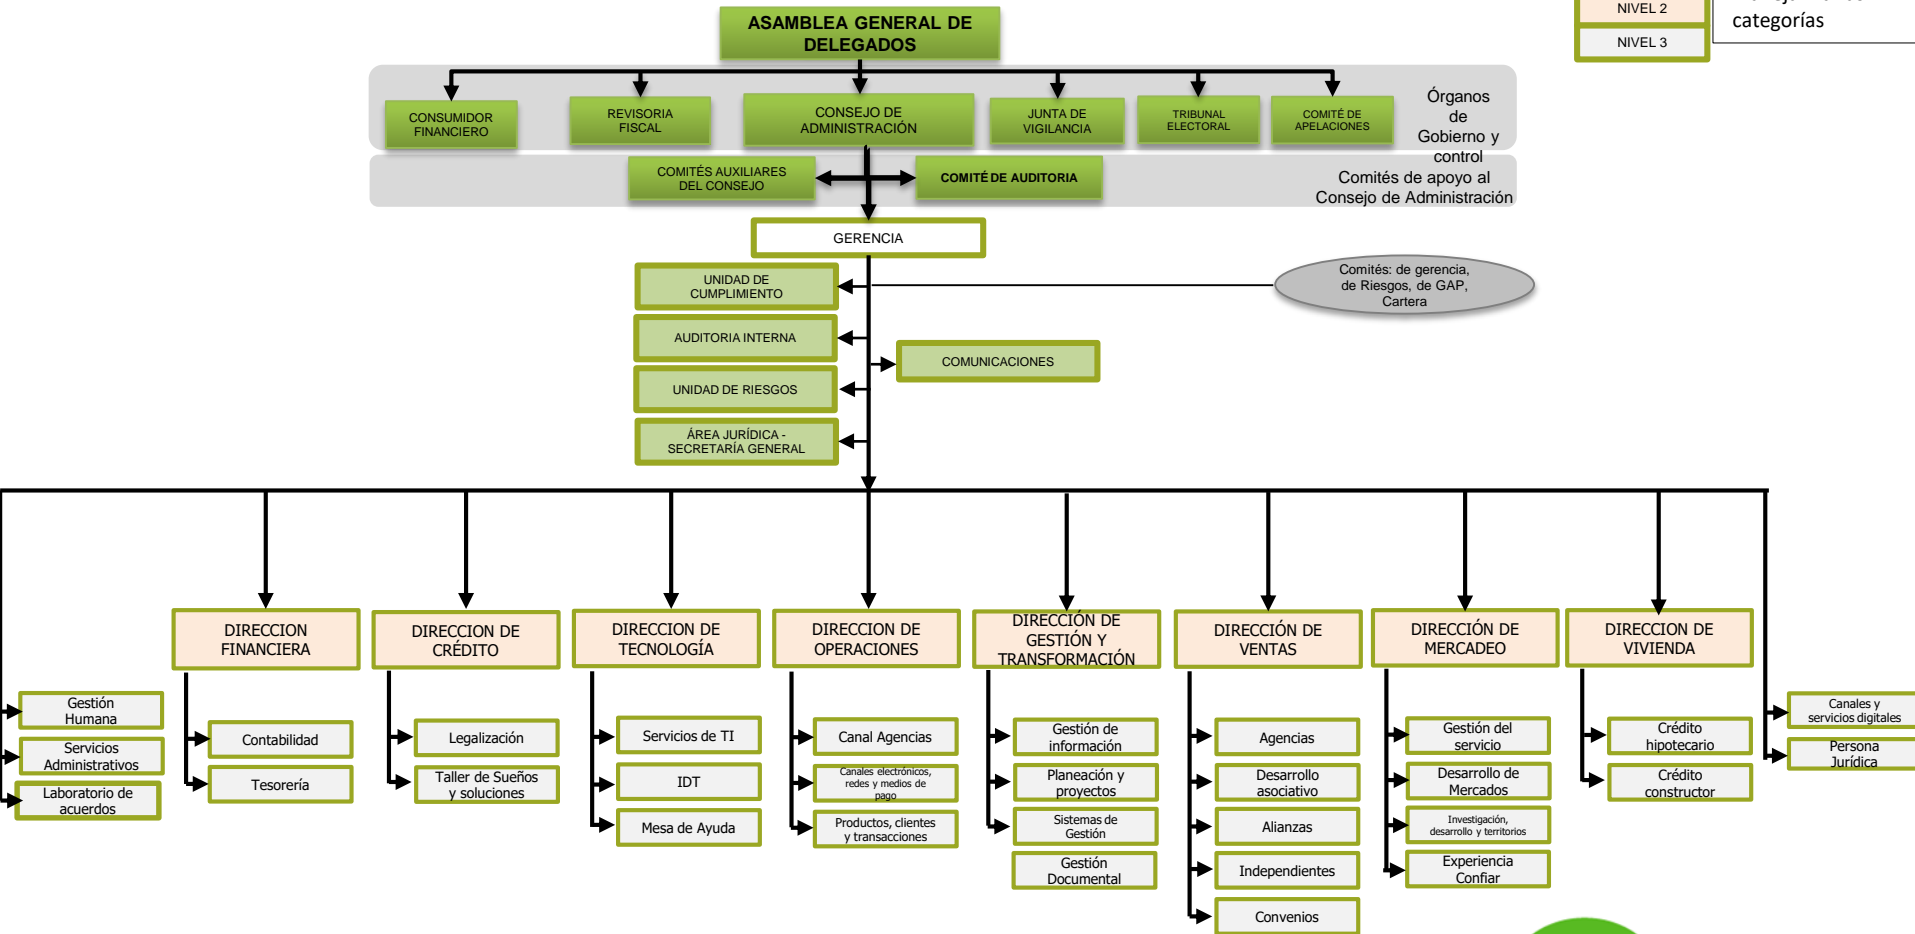 NIVEL 2
categorías
NIVEL 3
ASAMBLEA GENERAL DE
DELEGADOS
CONSUMIDOR
FINANCIERO
REVISORIA
FISCAL
CONSEJO DE
ADMINISTRACIÓN
JUNTA DE
VIGILANCIA
TRIBUNAL
ELECTORAL
COMITÉ DE
APELACIONES
Órganos
de
Gobierno y
control
COMITÉS AUXILIARES
DEL CONSEJO
COMITÉ DE AUDITORIA
Comités de apoyo al
Consejo de Administración
GERENCIA
UNIDAD DE
CUMPLIMIENTO
Comités: de gerencia,
de Riesgos, de GAP,
Cartera
AUDITORIA INTERNA
COMUNICACIONES
UNIDAD DE RIESGOS
ÁREA JURÍDICA -
SECRETARÍA GENERAL
DIRECCION
FINANCIERA
DIRECCION DE
CRÉDITO
DIRECCION DE
TECNOLOGÍA
DIRECCION DE
OPERACIONES
DIRECCIÓN DE
GESTIÓN Y
TRANSFORMACIÓN
DIRECCIÓN DE
VENTAS
DIRECCIÓN DE
MERCADEO
DIRECCION DE
VIVIENDA
Gestión
Humana
Servicios
Administrativos
Laboratorio de
acuerdos
Contabilidad
Tesorería
Legalización
Taller de Sueños
y soluciones
Servicios de TI
IDT
Mesa de Ayuda
Canal Agencias
Canales electrónicos,
redes y medios de
pago
Productos, clientes
y transacciones
Gestión de
información
Planeación y
proyectos
Sistemas de
Gestión
Gestión
Documental
Agencias
Desarrollo
asociativo
Alianzas
Independientes
Convenios
Gestión del
servicio
Desarrollo de
Mercados
Investigación,
desarrollo y territorios
Experiencia
Confiar
Crédito
hipotecario
Crédito
constructor
Canales y
servicios digitales
Persona
Jurídica